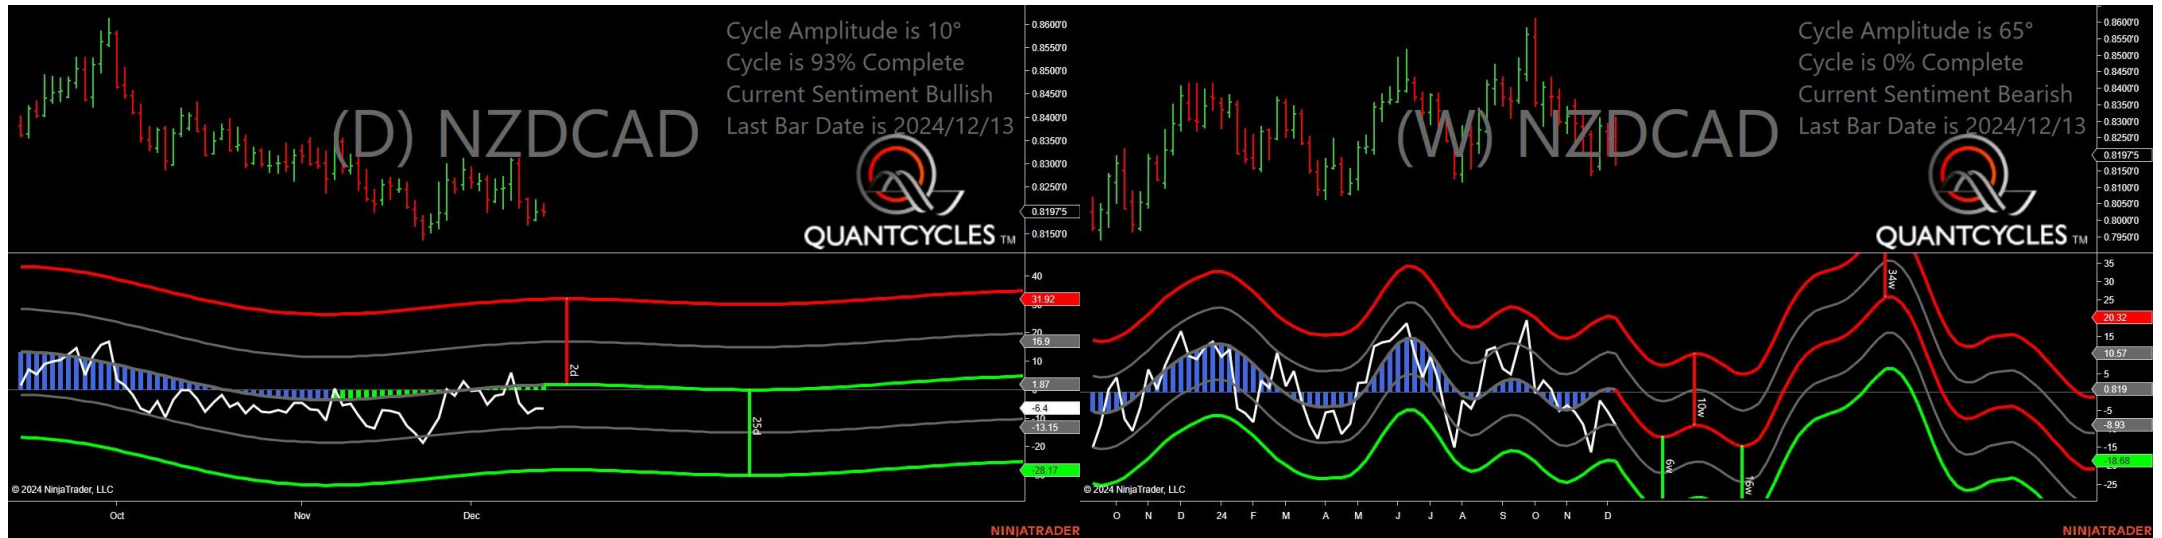 Cycle Amplitude is 10°
Cycle is 93% Complete
Current Sentiment Bullish
Last Bar Date is 2024/12/13
(D) NZDCAD
QUANTCYCLES TM
0.8600'0
0.8550'0
0.8500'0
0.8450'0
0.8400'0
0.8350'0
0.8300'0
0.8250'0
0.8197'5
0.8150'0
40
31.92
20
16.9
10
1.87
-6.4
-10
-13.15
-20
-28.17
2d
25d
© 2024 NinjaTrader, LLC
Oct Nov Dec
NINJATRADER
Cycle Amplitude is 65°
Cycle is 0% Complete
Current Sentiment Bearish
Last Bar Date is 2024/12/13
(W) NZDCAD
QUANTCYCLES TM
0.8600'0
0.8550'0
0.8500'0
0.8450'0
0.8400'0
0.8350'0
0.8300'0
0.8250'0
0.8197'5
0.8150'0
0.8100'0
0.8050'0
0.8000'0
0.7950'0
35
30
25
20.32
15
10.57
5
0.819
-5
-8.93
-15
-18.68
-25
34w
10w
6w
16w
© 2024 NinjaTrader, LLC
O N D 24 F M A M J J A S O N D
NINJATRADER